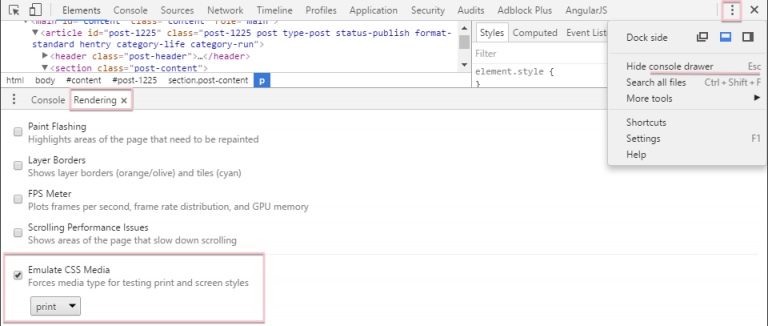 Elements Console Sources Network Timeline Profiles Application Security Audits Adblock Plus AngularJS
<main id="content" class="content" role="main">
▼<article id="post-1225" class="post-1225 post type-post status-publish format-
standard hentry category-life category-run">
▶<header class="post-header">…</header>
▼<section class="post-content">
html body #content #post-1225 section.post-content p
Styles Computed Event Liste
Filter
element.style {
}
Dock side
Hide console drawer Esc
Search all files Ctrl + Shift + F
More tools ▶
Shortcuts
Settings F1
Help
Console Rendering ×
Paint Flashing
Highlights areas of the page that need to be repainted
Layer Borders
Shows layer borders (orange/olive) and tiles (cyan)
FPS Meter
Plots frames per second, frame rate distribution, and GPU memory
Scrolling Performance Issues
Shows areas of the page that slow down scrolling
Emulate CSS Media
Forces media type for testing print and screen styles
print